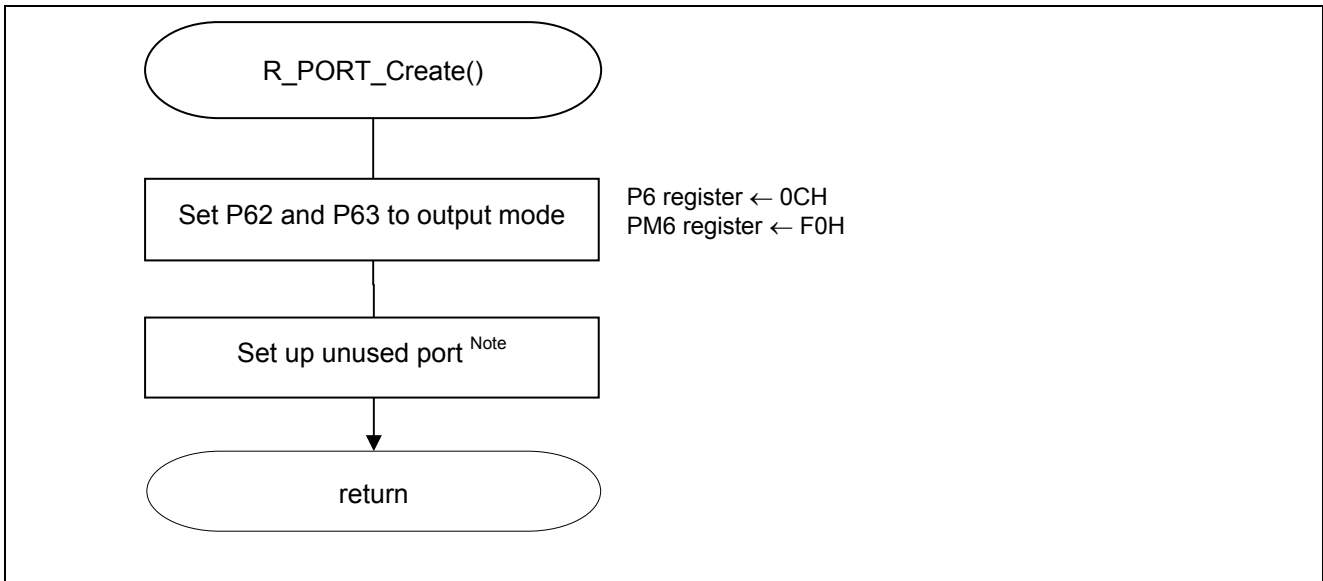 R_PORT_Create()
Set P62 and P63 to output mode
P6 register ← 0CH
PM6 register ← F0H
Set up unused port Note
return